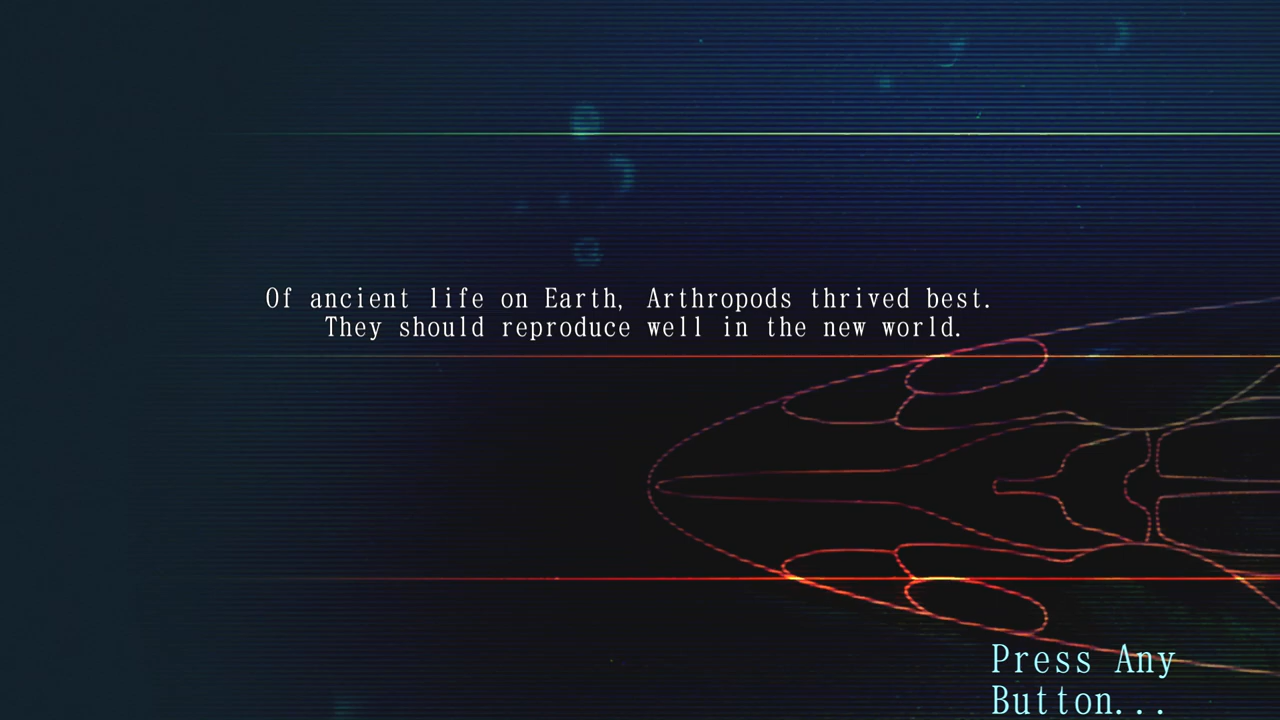 Of ancient life on Earth, Arthropods thrived best.
They should reproduce well in the new world.
Press Any
Button...